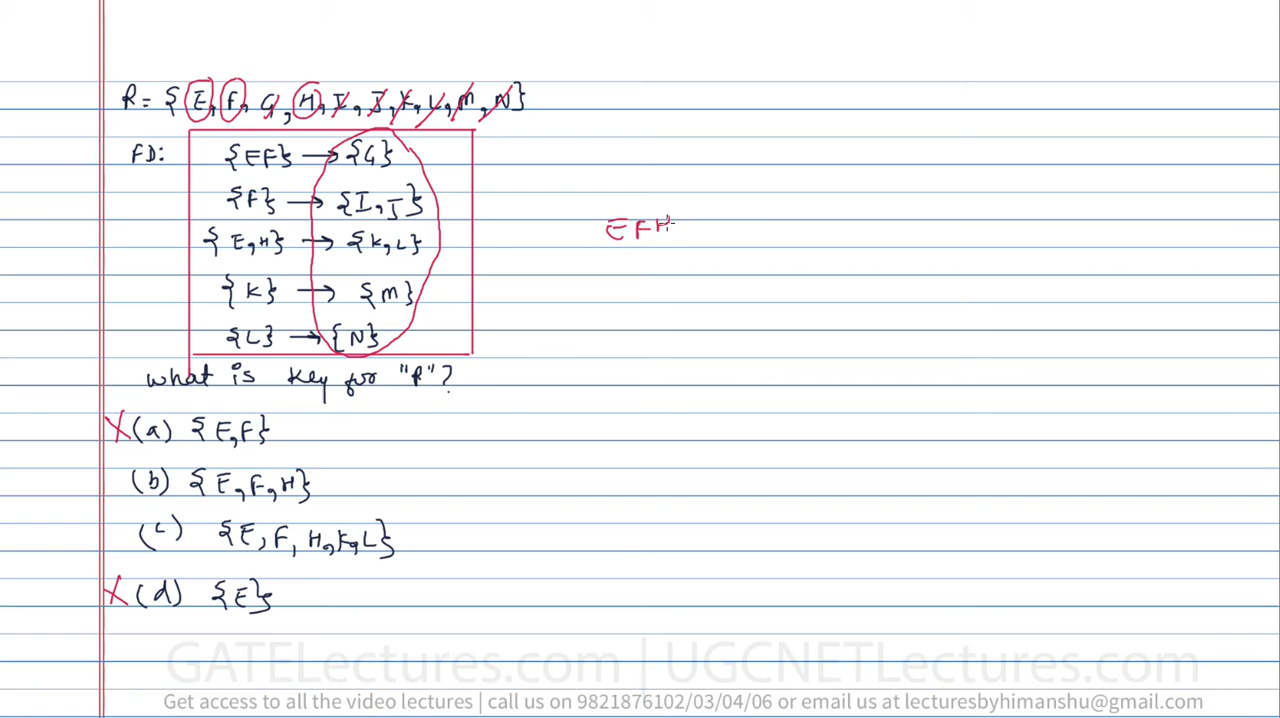 R = { E, F, G, H, I, J, K, L, M, N}
FD: {EF} → {G}
{F} → {I, J}
{E,H} → {K, L}
{K} → {M}
{L} → {N}
EFH
What is key for "R"?
X (a) {E,F}
(b) {E,F,H}
(c) {E, F, H, K, L}
X (d) {E}
GATELectures.com | UGCNETLectures.com
Get access to all the video lectures | call us on 9821876102/03/04/06 or email us at lecturesbyhimanshu@gmail.com